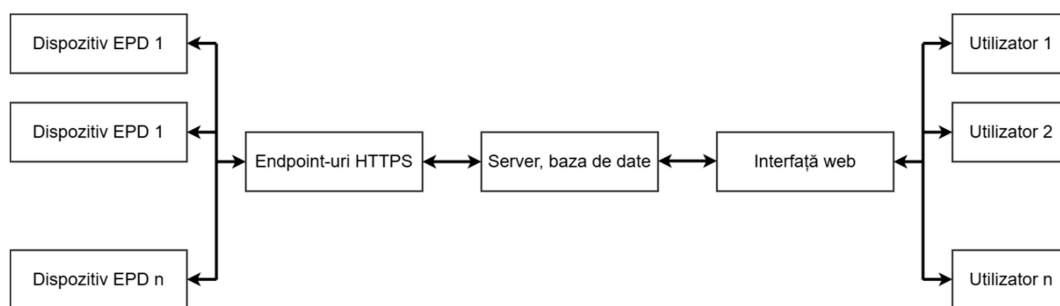 Dispozitiv EPD 1
Dispozitiv EPD 1
Dispozitiv EPD n
Endpoint-uri HTTPS
Server, baza de date
Interfață web
Utilizator 1
Utilizator 2
Utilizator n